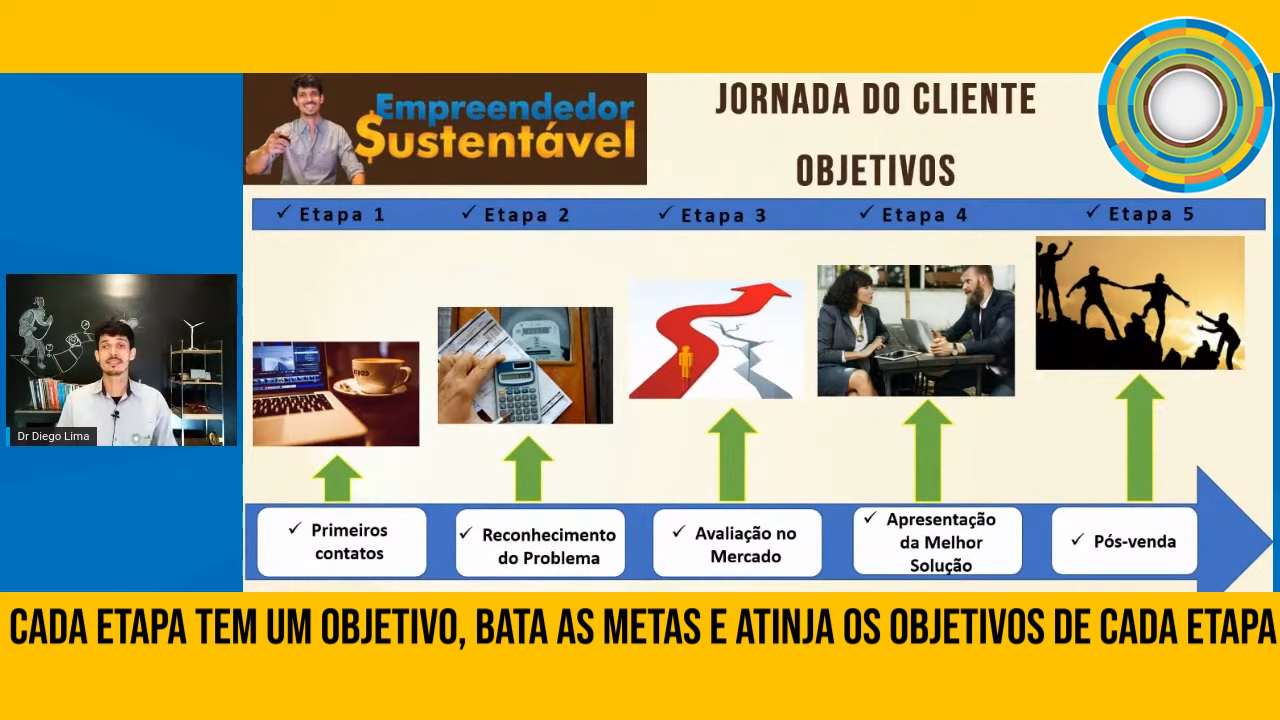 Empreendedor
$ustentável
JORNADA DO CLIENTE
OBJETIVOS
✓ Etapa 1
✓ Etapa 2
✓ Etapa 3
✓ Etapa 4
✓ Etapa 5
Dr Diego Lima
✓ Primeiros
contatos
✓ Reconhecimento
do Problema
✓ Avaliação no
Mercado
✓ Apresentação
da Melhor
Solução
✓ Pós-venda
CADA ETAPA TEM UM OBJETIVO, BATA AS METAS E ATINJA OS OBJETIVOS DE CADA ETAPA